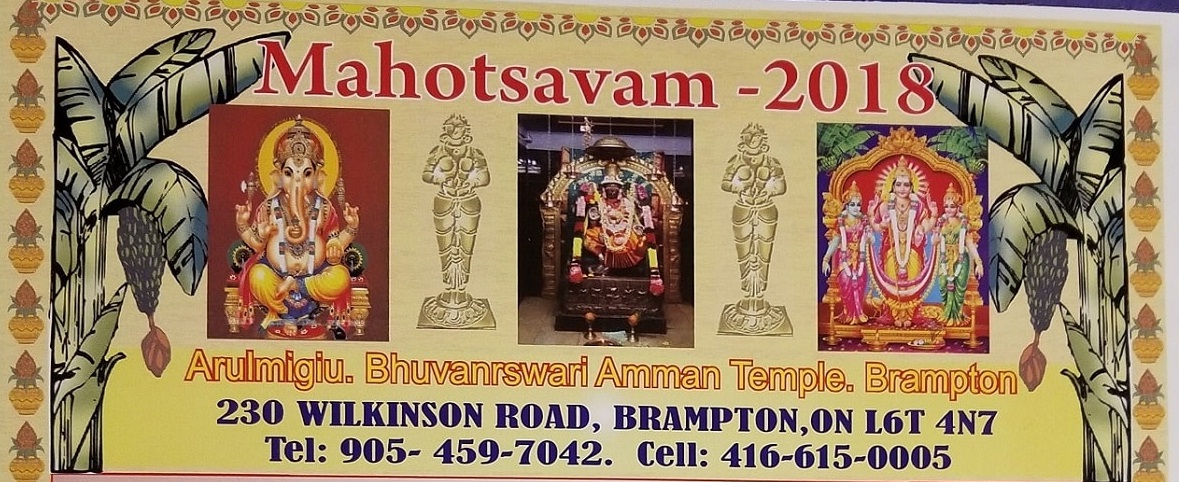 Mahotsavam -2018
Arulmigiu. Bhuvanrswari Amman Temple. Brampton
230 WILKINSON ROAD, BRAMPTON,ON L6T 4N7
Tel: 905- 459-7042. Cell: 416-615-0005